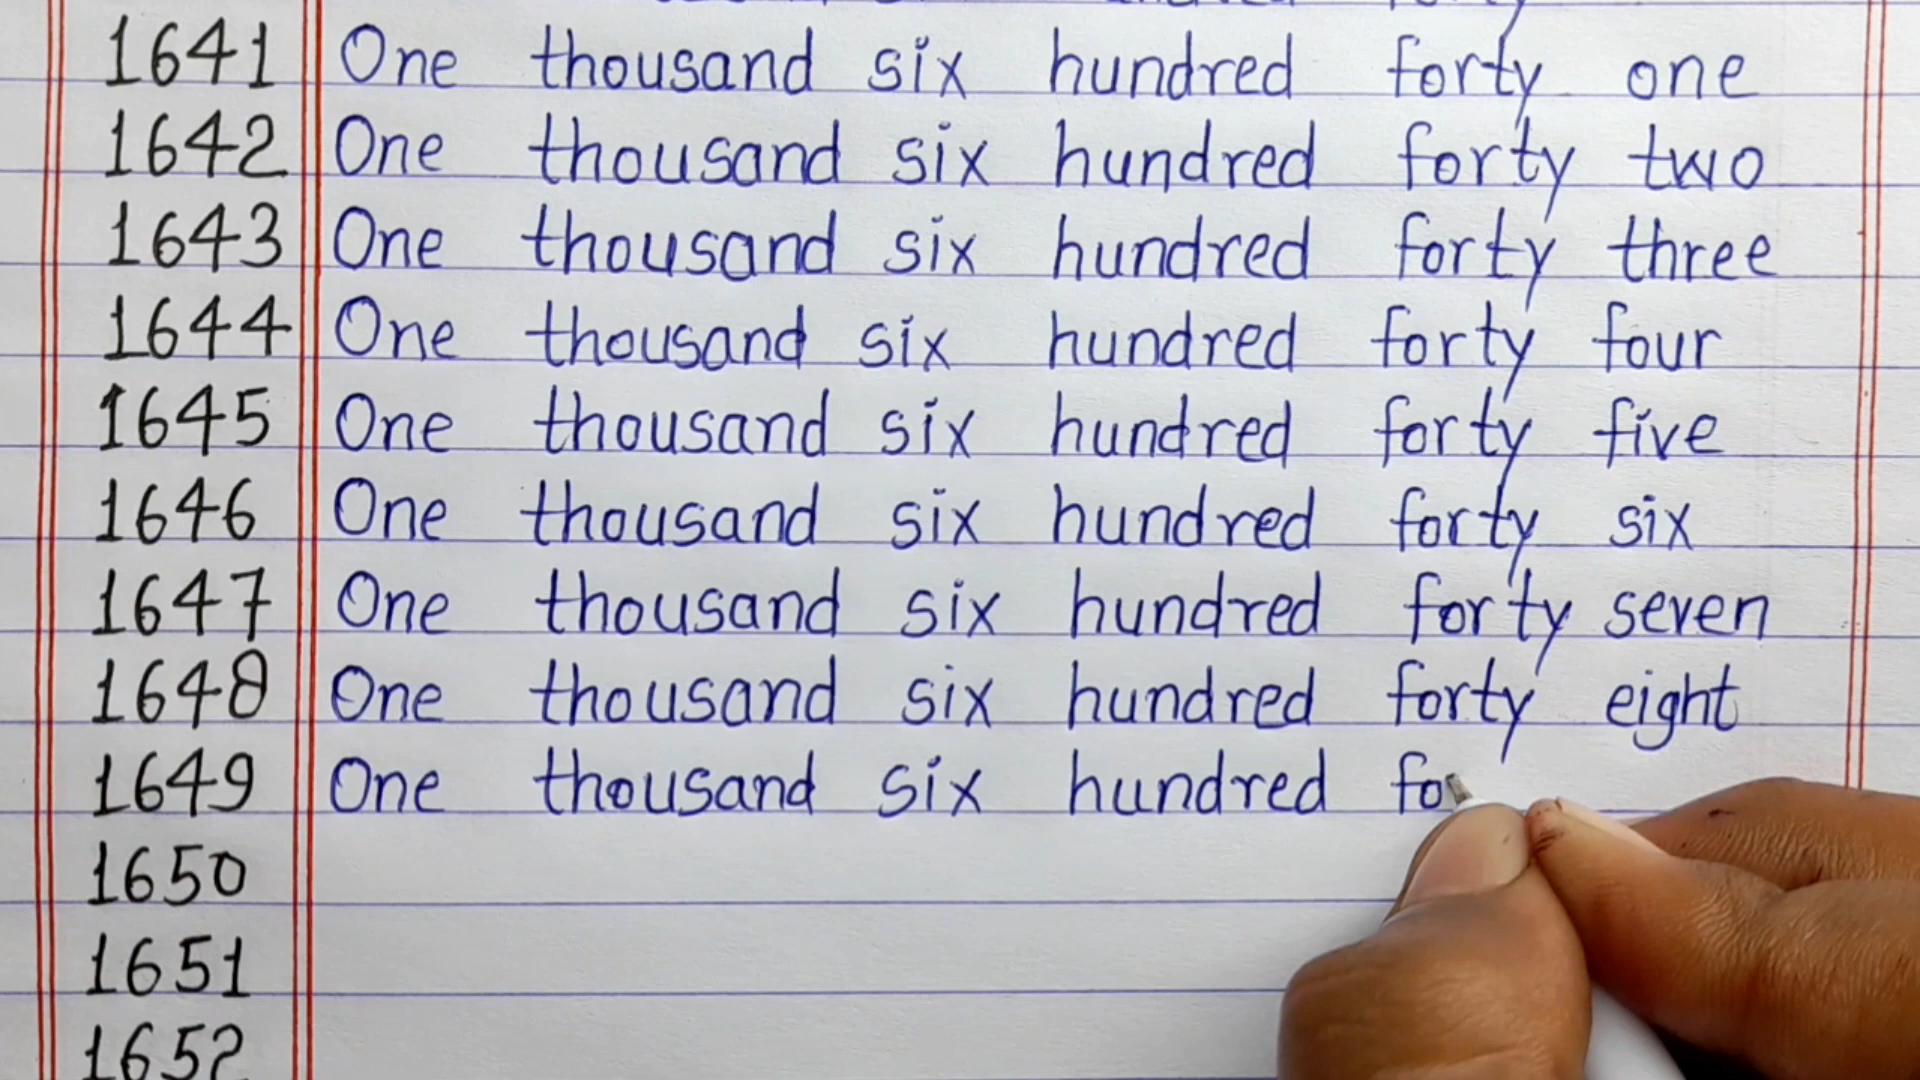 1641 One thousand six hundred forty one
1642 One thousand six hundred forty two
1643 One thousand six hundred forty three
1644 One thousand six hundred forty four
1645 One thousand six hundred forty five
1646 One thousand six hundred forty six
1647 One thousand six hundred forty seven
1648 One thousand six hundred forty eight
1649 One thousand six hundred fo
1650
1651
1652